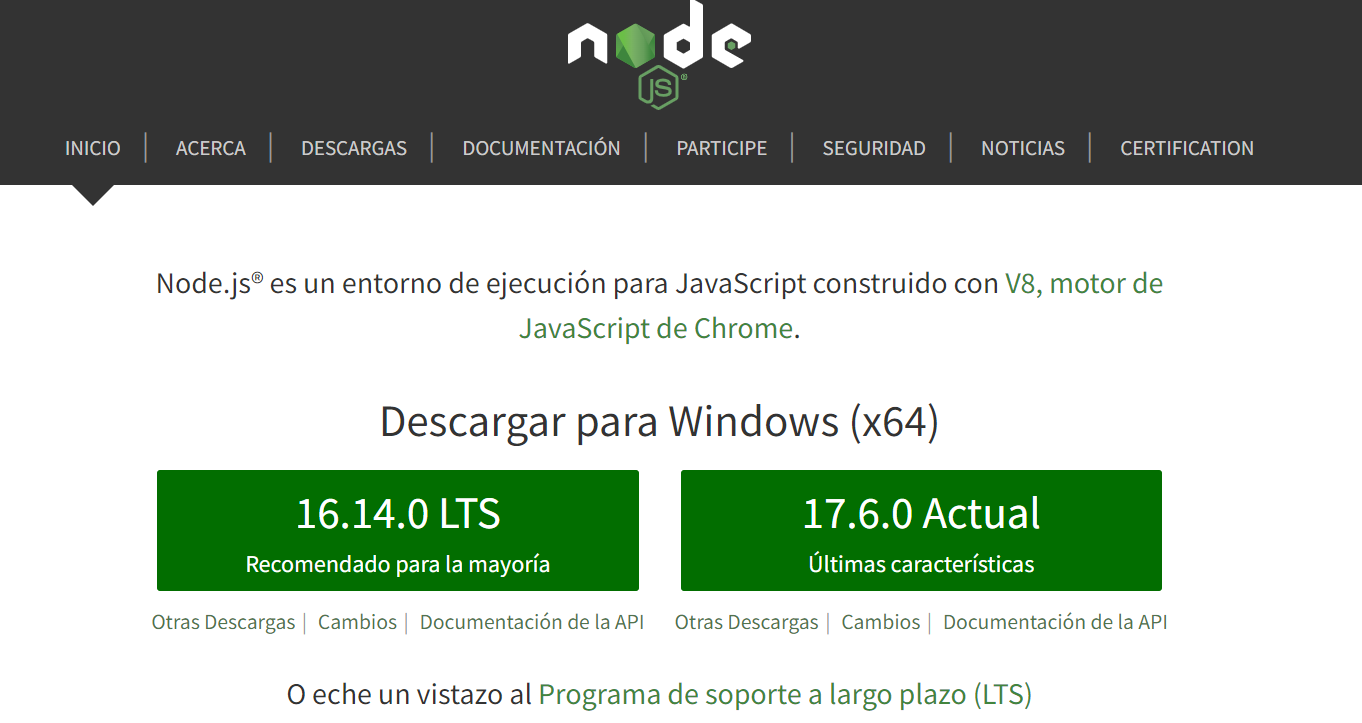 node
JS®
INICIO | ACERCA | DESCARGAS | DOCUMENTACIÓN | PARTICIPE | SEGURIDAD | NOTICIAS | CERTIFICATION
Node.js® es un entorno de ejecución para JavaScript construido con V8, motor de
JavaScript de Chrome.
Descargar para Windows (x64)
16.14.0 LTS
Recomendado para la mayoría
17.6.0 Actual
Últimas características
Otras Descargas | Cambios | Documentación de la API
Otras Descargas | Cambios | Documentación de la API
O eche un vistazo al Programa de soporte a largo plazo (LTS)